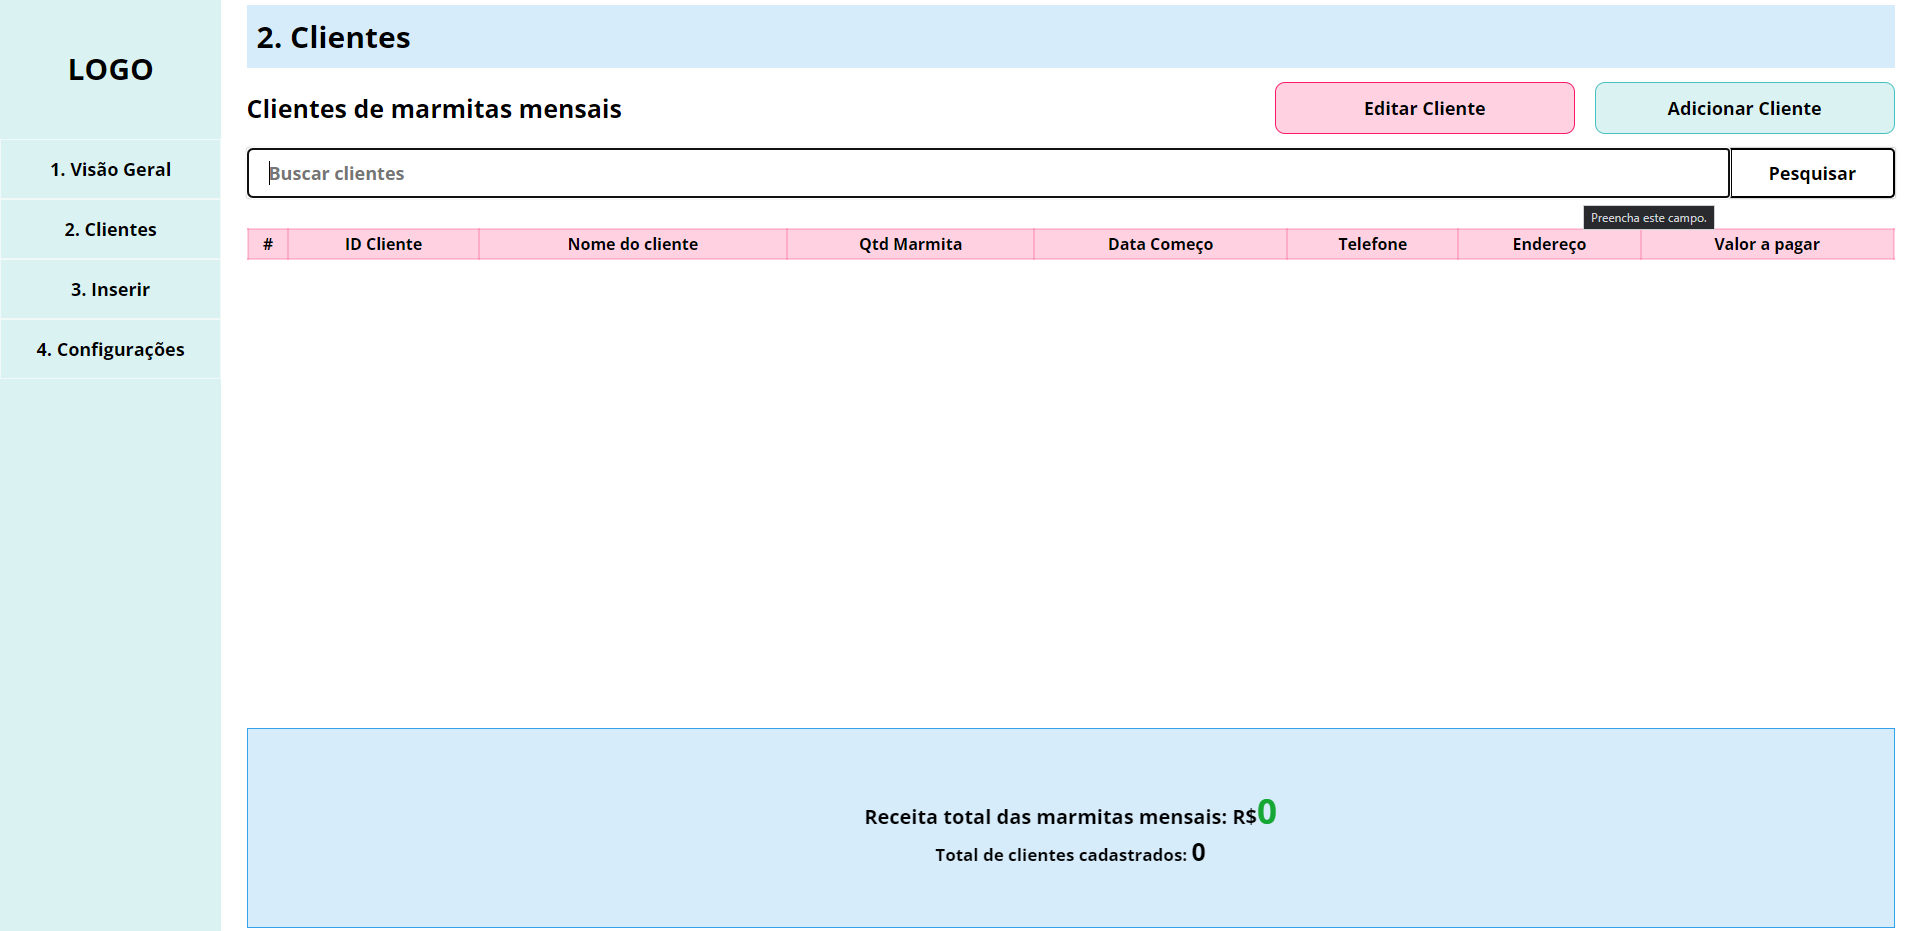 LOGO
1. Visão Geral
2. Clientes
3. Inserir
4. Configurações
2. Clientes
Clientes de marmitas mensais
Editar Cliente
Adicionar Cliente
Buscar clientes
Pesquisar
Preencha este campo.
# ID Cliente Nome do cliente Qtd Marmita Data Começo Telefone Endereço Valor a pagar
Receita total das marmitas mensais: R$0
Total de clientes cadastrados: 0